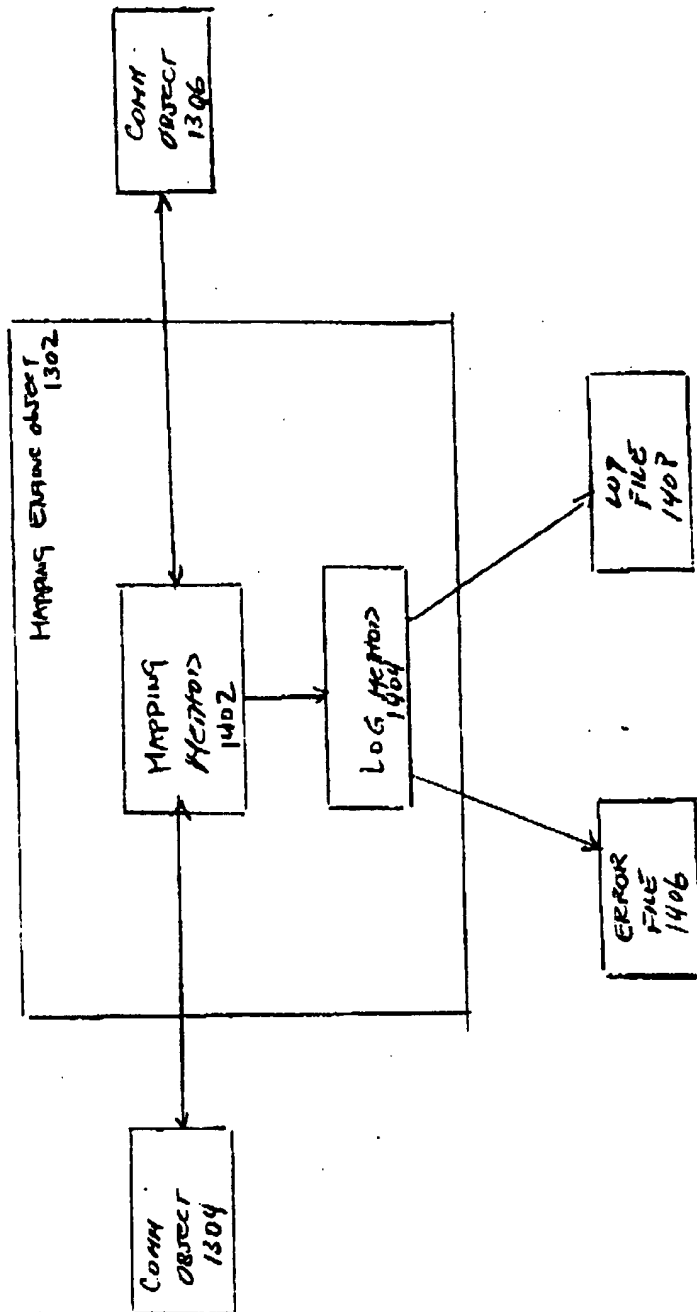 MAPPING ENGINE OBJECT
1302
COMM
OBJECT
1304
MAPPING
METHOD
1402
COMM
OBJECT
1306
LOG METHOD
1404
ERROR
FILE
1406
FILE
1408